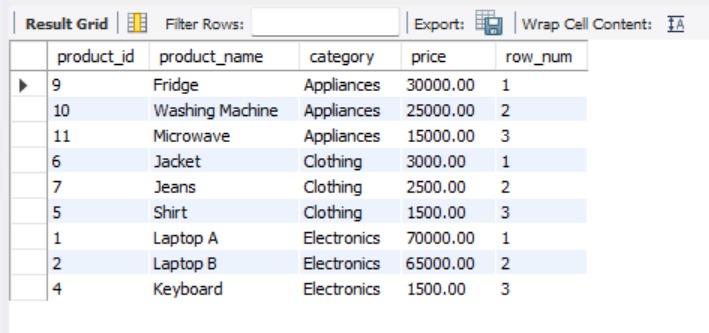 Result Grid Filter Rows: Export: Wrap Cell Content: IA
product_id product_name category price row_num
9 Fridge Appliances 30000.00 1
10 Washing Machine Appliances 25000.00 2
11 Microwave Appliances 15000.00 3
6 Jacket Clothing 3000.00 1
7 Jeans Clothing 2500.00 2
5 Shirt Clothing 1500.00 3
1 Laptop A Electronics 70000.00 1
2 Laptop B Electronics 65000.00 2
4 Keyboard Electronics 1500.00 3